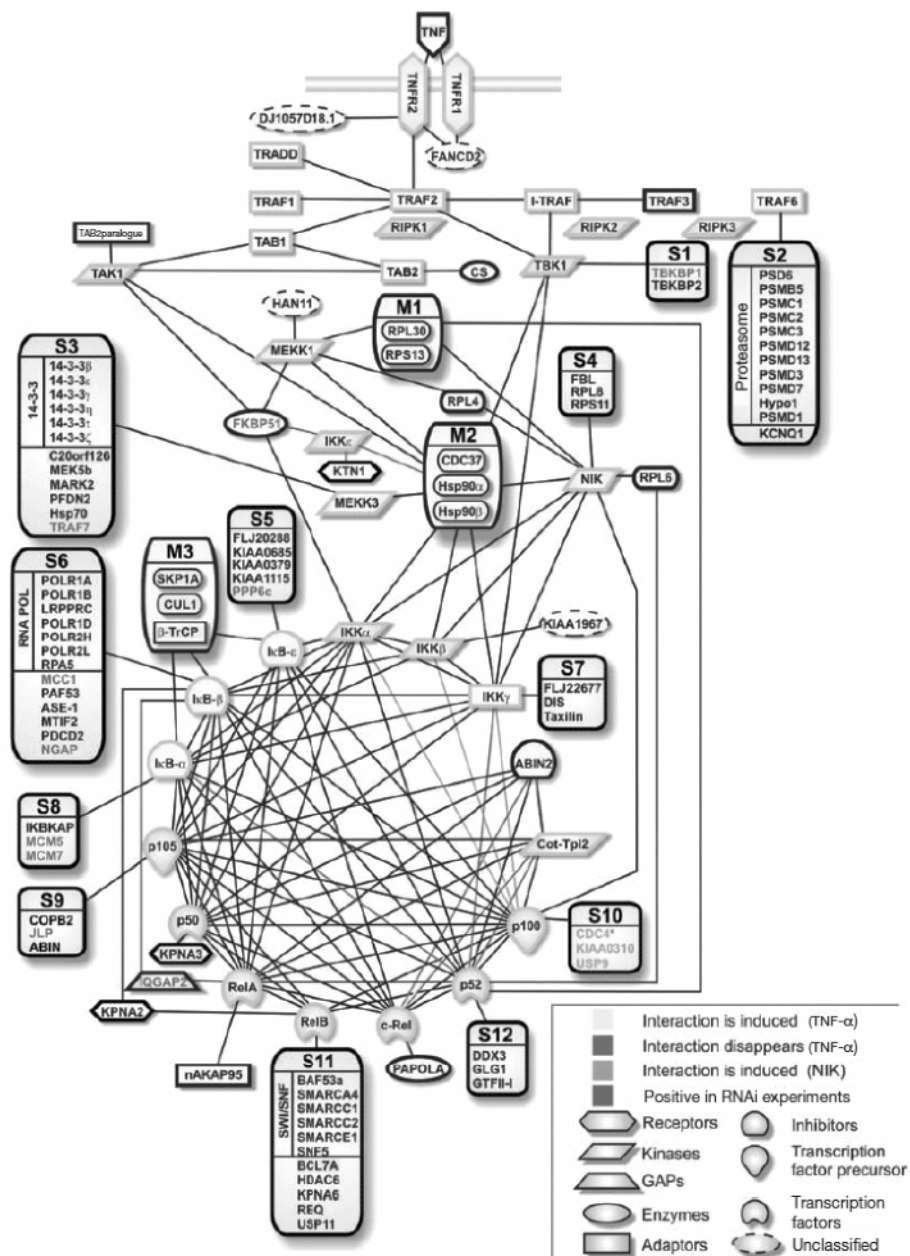 TNF
TNFR2
TNFR1
DJ1057D18.1
FANCD2
TRADD
TRAF1
TRAF2
I-TRAF
TRAF3
TRAF6
RIPK1
RIPK2
RIPK3
TAB2paralogue
TAB1
TAK1
TAB2
CS
TBK1
S1
TBKBP1
TBKBP2
S2
Proteasome
PSD6
PSMB5
PSMC1
PSMC2
PSMC3
PSMD12
PSMD13
PSMD3
PSMD7
Hypo1
PSMD1
KCNQ1
HAN11
M1
RPL30
RPS13
MEKK1
S3
14-3-3
14-3-3β
14-3-3ε
14-3-3γ
14-3-3η
14-3-3τ
14-3-3ζ
C20orf126
MEK5b
MARK2
PFDN2
Hsp70
TRAF7
S4
FBL
RPL8
RPS11
RPL4
FKBP51
IKKε
KTN1
M2
CDC37
Hsp90α
Hsp90β
NIK
RPL6
MEKK3
S5
FLJ20288
KIAA0685
KIAA0379
KIAA1115
PPP6c
M3
SKP1A
CUL1
β-TrCP
S6
RNA POL
POLR1A
POLR1B
LRPPRC
POLR1D
POLR2H
POLR2L
RPA5
MCC1
PAF53
ASE-1
MTIF2
PDCD2
NGAP
IκB-ε
IKKα
IKKβ
KIAA1967
IκB-β
IKKγ
S7
FLJ22677
DIS
Taxilin
IκB-α
ABIN2
S8
IKBKAP
MCM5
MCM7
p105
Cot-Tpl2
S9
COPB2
JLP
ABIN
p50
KPNA3
p100
S10
CDC4*
KIAA0310
USP9
IQGAP2
RelA
p52
KPNA2
RelB
c-Rel
nAKAP95
PAPOLA
S12
DDX3
GLG1
GTFII-I
S11
SWI/SNF
BAF53a
SMARCA4
SMARCC1
SMARCC2
SMARCE1
SNF5
BCL7A
HDAC6
KPNA6
REQ
USP11
Interaction is induced (TNF-α)
Interaction disappears (TNF-α)
Interaction is induced (NIK)
Positive in RNAi experiments
Receptors
Inhibitors
Kinases
Transcription
factor precursor
GAPs
Enzymes
Transcription
factors
Adaptors
Unclassified